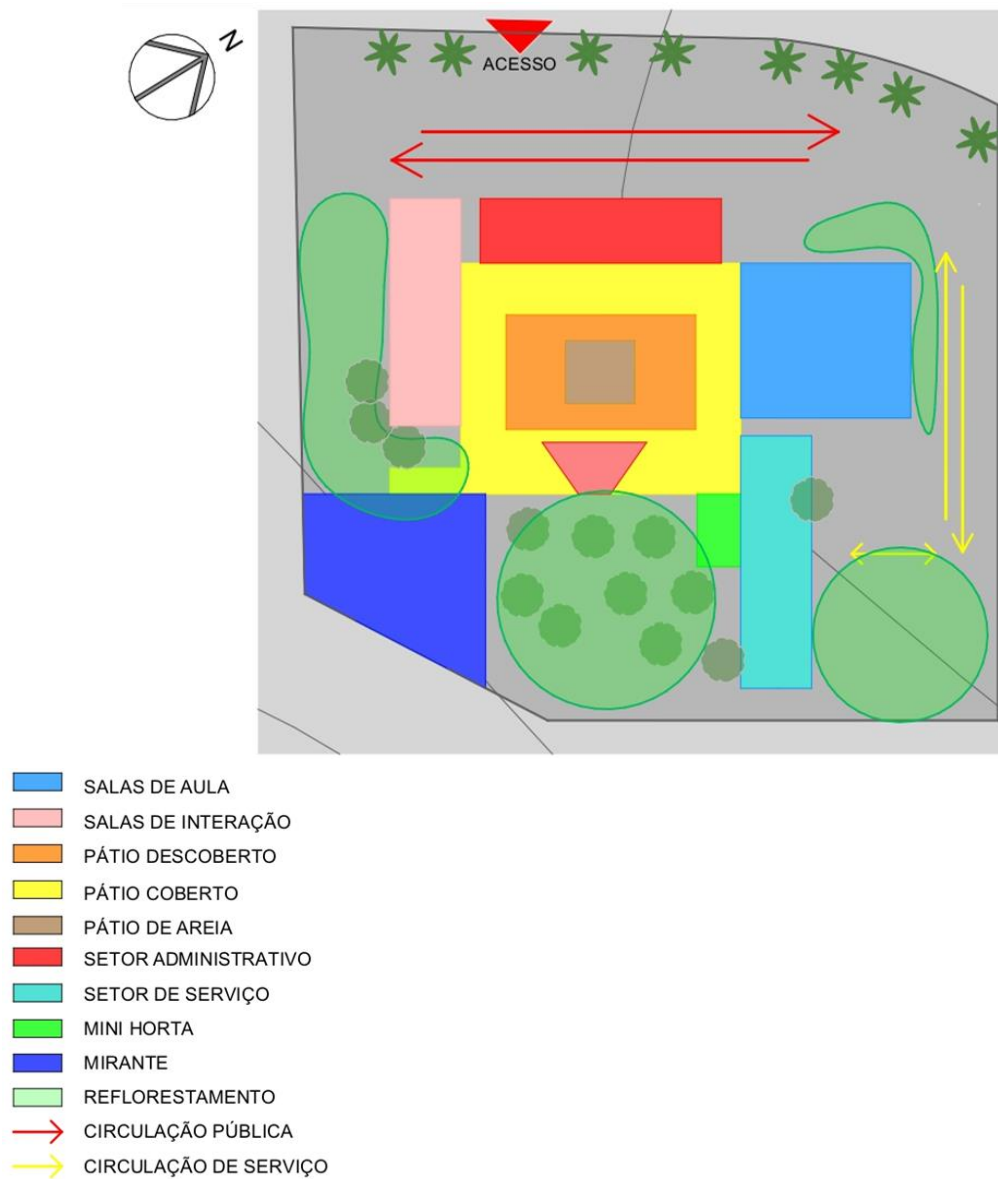 N
ACESSO
SALAS DE AULA
SALAS DE INTERAÇÃO
PÁTIO DESCOBERTO
PÁTIO COBERTO
PÁTIO DE AREIA
SETOR ADMINISTRATIVO
SETOR DE SERVIÇO
MINI HORTA
MIRANTE
REFLORESTAMENTO
CIRCULAÇÃO PÚBLICA
CIRCULAÇÃO DE SERVIÇO